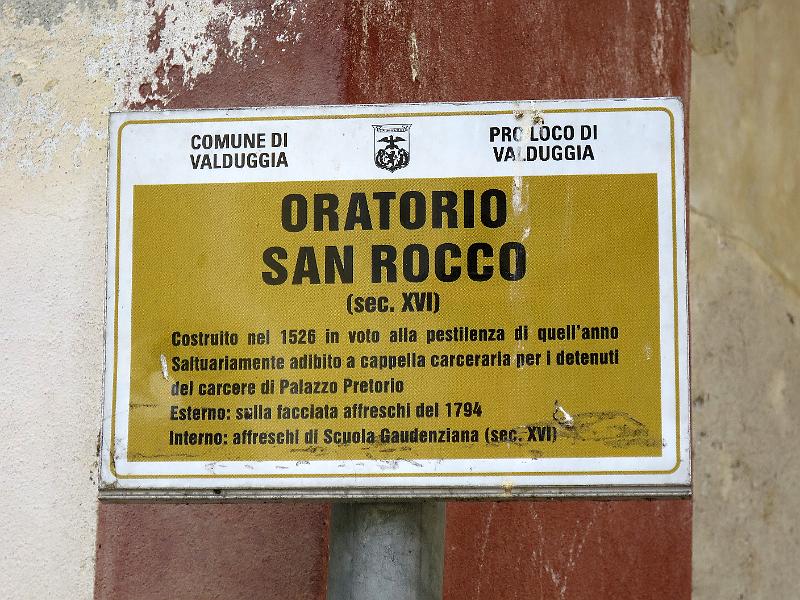 COMUNE DI
VALDUGGIA
PRO LOCO DI
VALDUGGIA
ORATORIO
SAN ROCCO
(sec. XVI)
Costruito nel 1526 in voto alla pestilenza di quell'anno
Saltuariamente adibito a cappella carceraria per i detenuti
del carcere di Palazzo Pretorio
Esterno: sulla facciata affreschi del 1794
Interno: affreschi di Scuola Gaudenziana (sec. XVI)